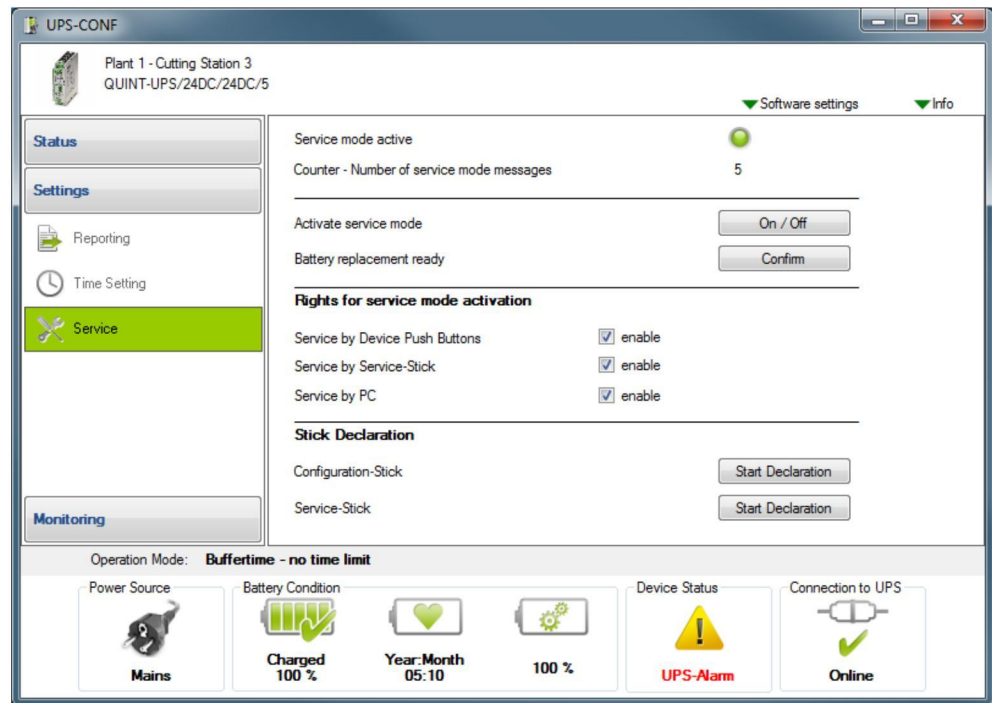 UPS-CONF
Plant 1 - Cutting Station 3
QUINT-UPS/24DC/24DC/5
Software settings Info
Status
Settings
Reporting
Time Setting
Service
Monitoring
Service mode active
Counter - Number of service mode messages 5
Activate service mode On / Off
Battery replacement ready Confirm
Rights for service mode activation
Service by Device Push Buttons enable
Service by Service-Stick enable
Service by PC enable
Stick Declaration
Configuration-Stick Start Declaration
Service-Stick Start Declaration
Operation Mode: Buffertime - no time limit
Power Source
Mains
Battery Condition
Charged
100 %
Year:Month
05:10
100 %
Device Status
UPS-Alarm
Connection to UPS
Online